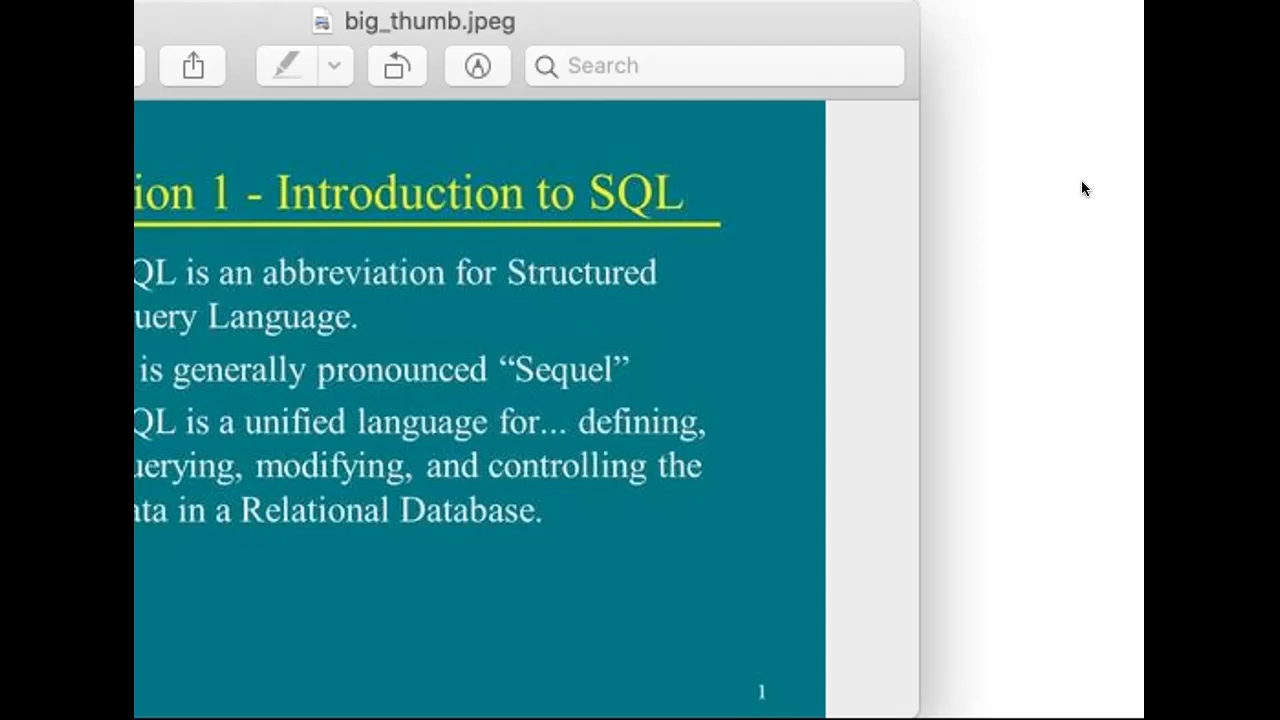 big_thumb.jpeg
Search
ion 1 - Introduction to SQL
QL is an abbreviation for Structured
uery Language.
is generally pronounced “Sequel”
QL is a unified language for... defining,
uerying, modifying, and controlling the
ata in a Relational Database.
1